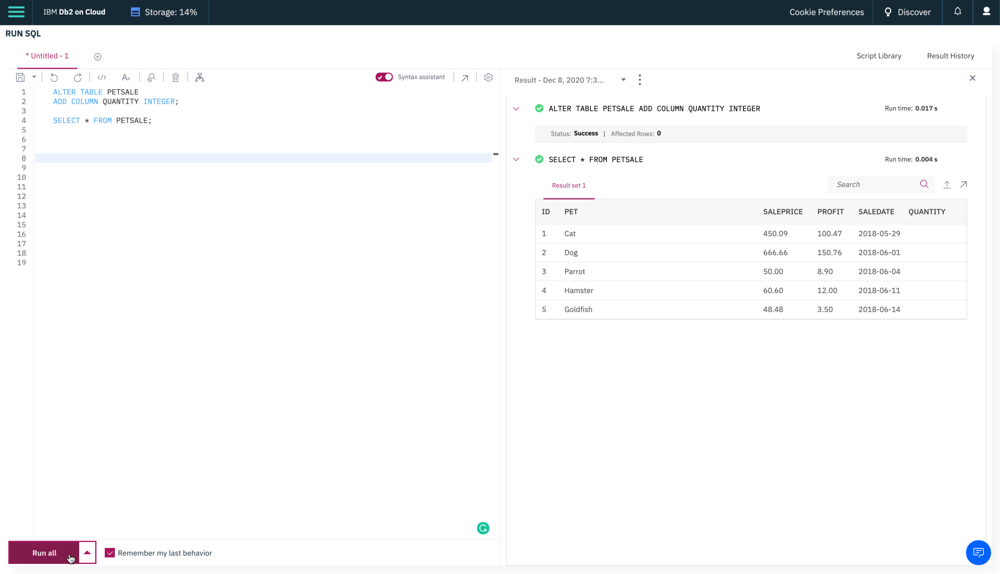 IBM Db2 on Cloud
Storage: 14%
Cookie Preferences
Discover
RUN SQL
* Untitled - 1
Script Library
Result History
Syntax assistant
1 ALTER TABLE PETSALE
2 ADD COLUMN QUANTITY INTEGER;
3
4 SELECT * FROM PETSALE;
5
6
7
8
9
10
11
12
13
14
15
16
17
18
19
Run all
Remember my last behavior
Result - Dec 8, 2020 7:3...
ALTER TABLE PETSALE ADD COLUMN QUANTITY INTEGER Run time: 0.017 s
Status: Success | Affected Rows: 0
SELECT * FROM PETSALE Run time: 0.004 s
Result set 1
Search
ID PET SALEPRICE PROFIT SALEDATE QUANTITY
1 Cat 450.09 100.47 2018-05-29
2 Dog 666.66 150.76 2018-06-01
3 Parrot 50.00 8.90 2018-06-04
4 Hamster 60.60 12.00 2018-06-11
5 Goldfish 48.48 3.50 2018-06-14